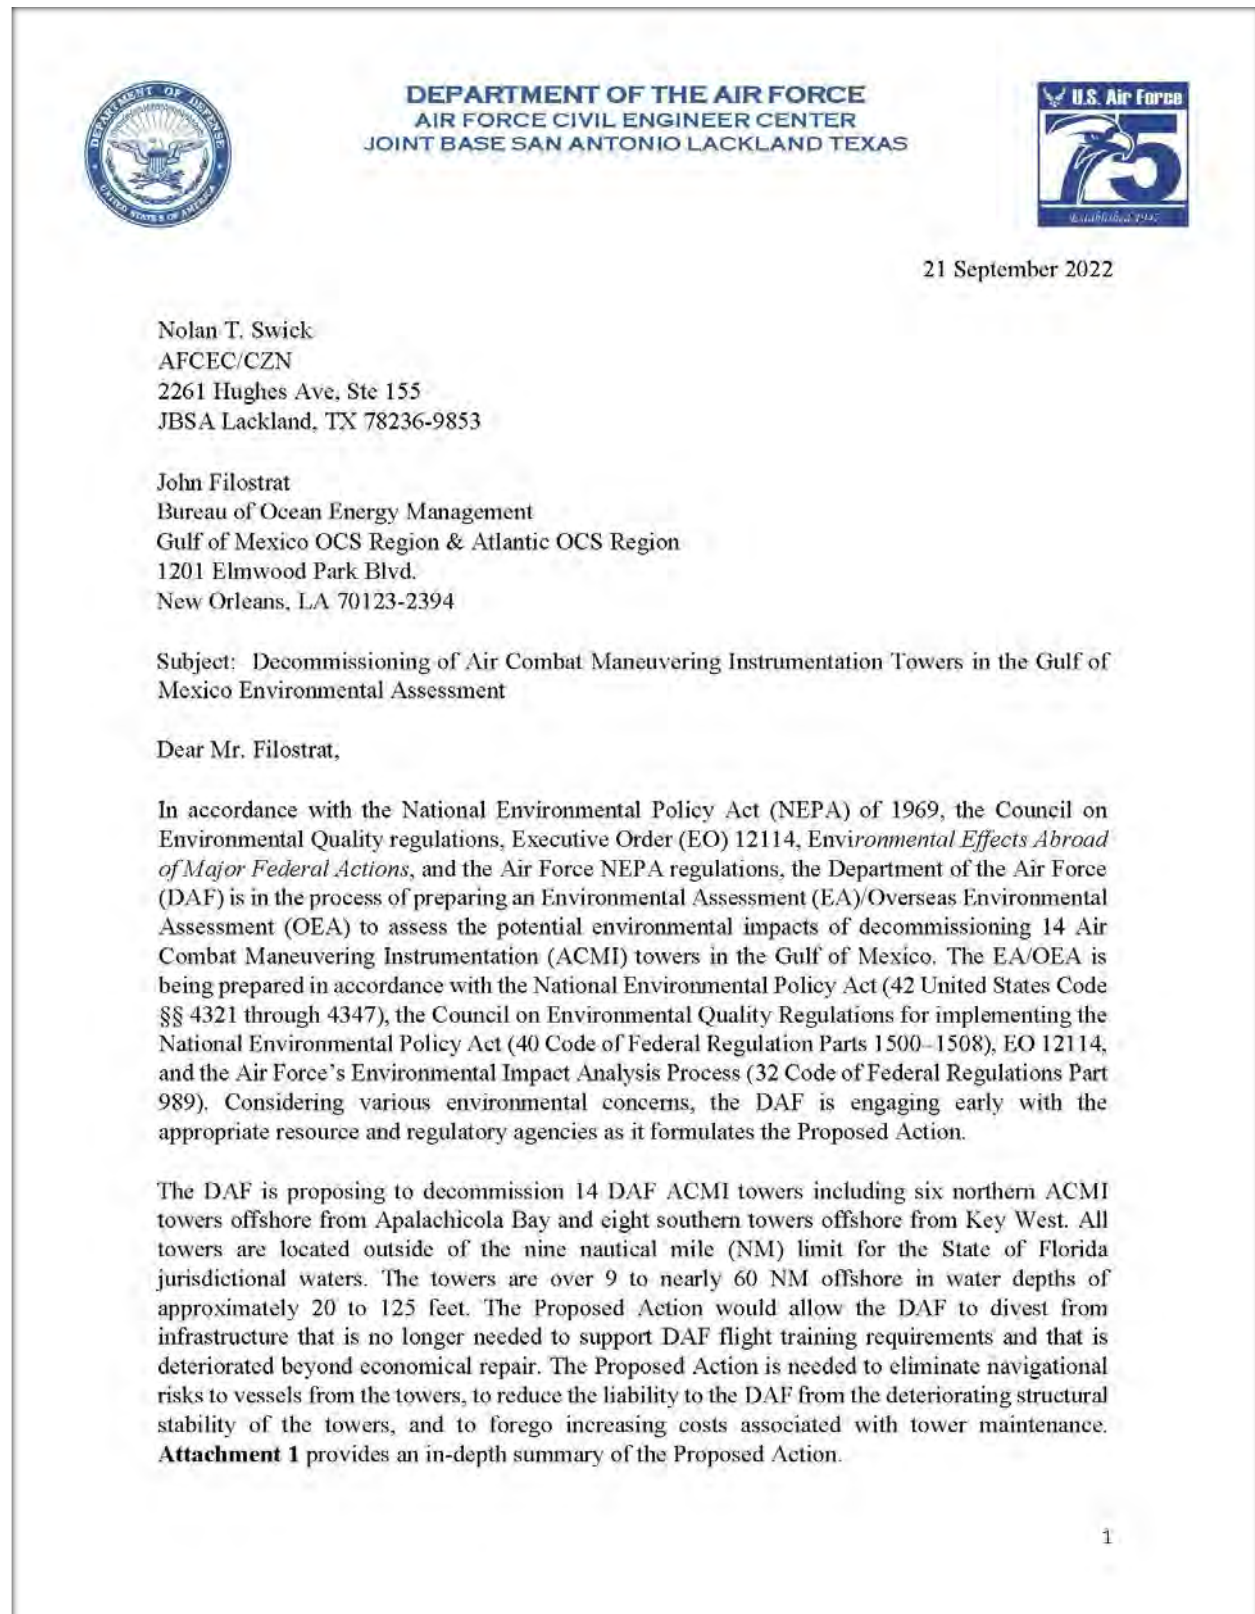 DEPARTMENT OF DEFENSE
UNITED STATES OF AMERICA
DEPARTMENT OF THE AIR FORCE
AIR FORCE CIVIL ENGINEER CENTER
JOINT BASE SAN ANTONIO LACKLAND TEXAS
U.S. Air Force
75
Established 1947
21 September 2022
Nolan T. Swick
AFCEC/CZN
2261 Hughes Ave, Ste 155
JBSA Lackland, TX 78236-9853
John Filostrat
Bureau of Ocean Energy Management
Gulf of Mexico OCS Region & Atlantic OCS Region
1201 Elmwood Park Blvd.
New Orleans, LA 70123-2394
Subject: Decommissioning of Air Combat Maneuvering Instrumentation Towers in the Gulf of
Mexico Environmental Assessment
Dear Mr. Filostrat,
In accordance with the National Environmental Policy Act (NEPA) of 1969, the Council on
Environmental Quality regulations, Executive Order (EO) 12114, Environmental Effects Abroad
of Major Federal Actions, and the Air Force NEPA regulations, the Department of the Air Force
(DAF) is in the process of preparing an Environmental Assessment (EA)/Overseas Environmental
Assessment (OEA) to assess the potential environmental impacts of decommissioning 14 Air
Combat Maneuvering Instrumentation (ACMI) towers in the Gulf of Mexico. The EA/OEA is
being prepared in accordance with the National Environmental Policy Act (42 United States Code
§§ 4321 through 4347), the Council on Environmental Quality Regulations for implementing the
National Environmental Policy Act (40 Code of Federal Regulation Parts 1500–1508), EO 12114,
and the Air Force's Environmental Impact Analysis Process (32 Code of Federal Regulations Part
989). Considering various environmental concerns, the DAF is engaging early with the
appropriate resource and regulatory agencies as it formulates the Proposed Action.
The DAF is proposing to decommission 14 DAF ACMI towers including six northern ACMI
towers offshore from Apalachicola Bay and eight southern towers offshore from Key West. All
towers are located outside of the nine nautical mile (NM) limit for the State of Florida
jurisdictional waters. The towers are over 9 to nearly 60 NM offshore in water depths of
approximately 20 to 125 feet. The Proposed Action would allow the DAF to divest from
infrastructure that is no longer needed to support DAF flight training requirements and that is
deteriorated beyond economical repair. The Proposed Action is needed to eliminate navigational
risks to vessels from the towers, to reduce the liability to the DAF from the deteriorating structural
stability of the towers, and to forego increasing costs associated with tower maintenance.
Attachment 1 provides an in-depth summary of the Proposed Action.
1